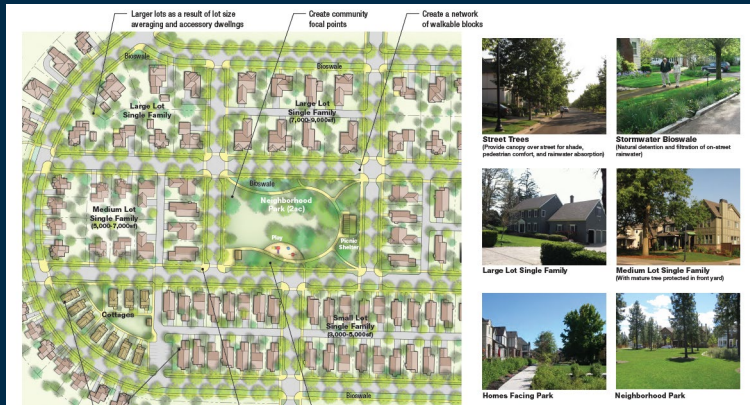 Larger lots as a result of lot size
averaging and accessory dwellings
Create community
focal points
Create a network
of walkable blocks
Bioswale
Bioswale
Large Lot
Single Family
Large Lot
Single Family
(7,000-9,000sf)
Bioswale
Neighborhood
Park (2ac)
Medium Lot
Single Family
(5,000-7,000sf)
Play
Picnic
Shelter
Cottages
Small Lot
Single Family
(3,000-5,000sf)
Bioswale
Street Trees
(Provide canopy over street for shade,
pedestrian comfort, and rainwater absorption)
Stormwater Bioswale
(Natural detention and filtration of on-street
rainwater)
Large Lot Single Family
Medium Lot Single Family
(With mature tree protected in front yard)
Homes Facing Park
Neighborhood Park